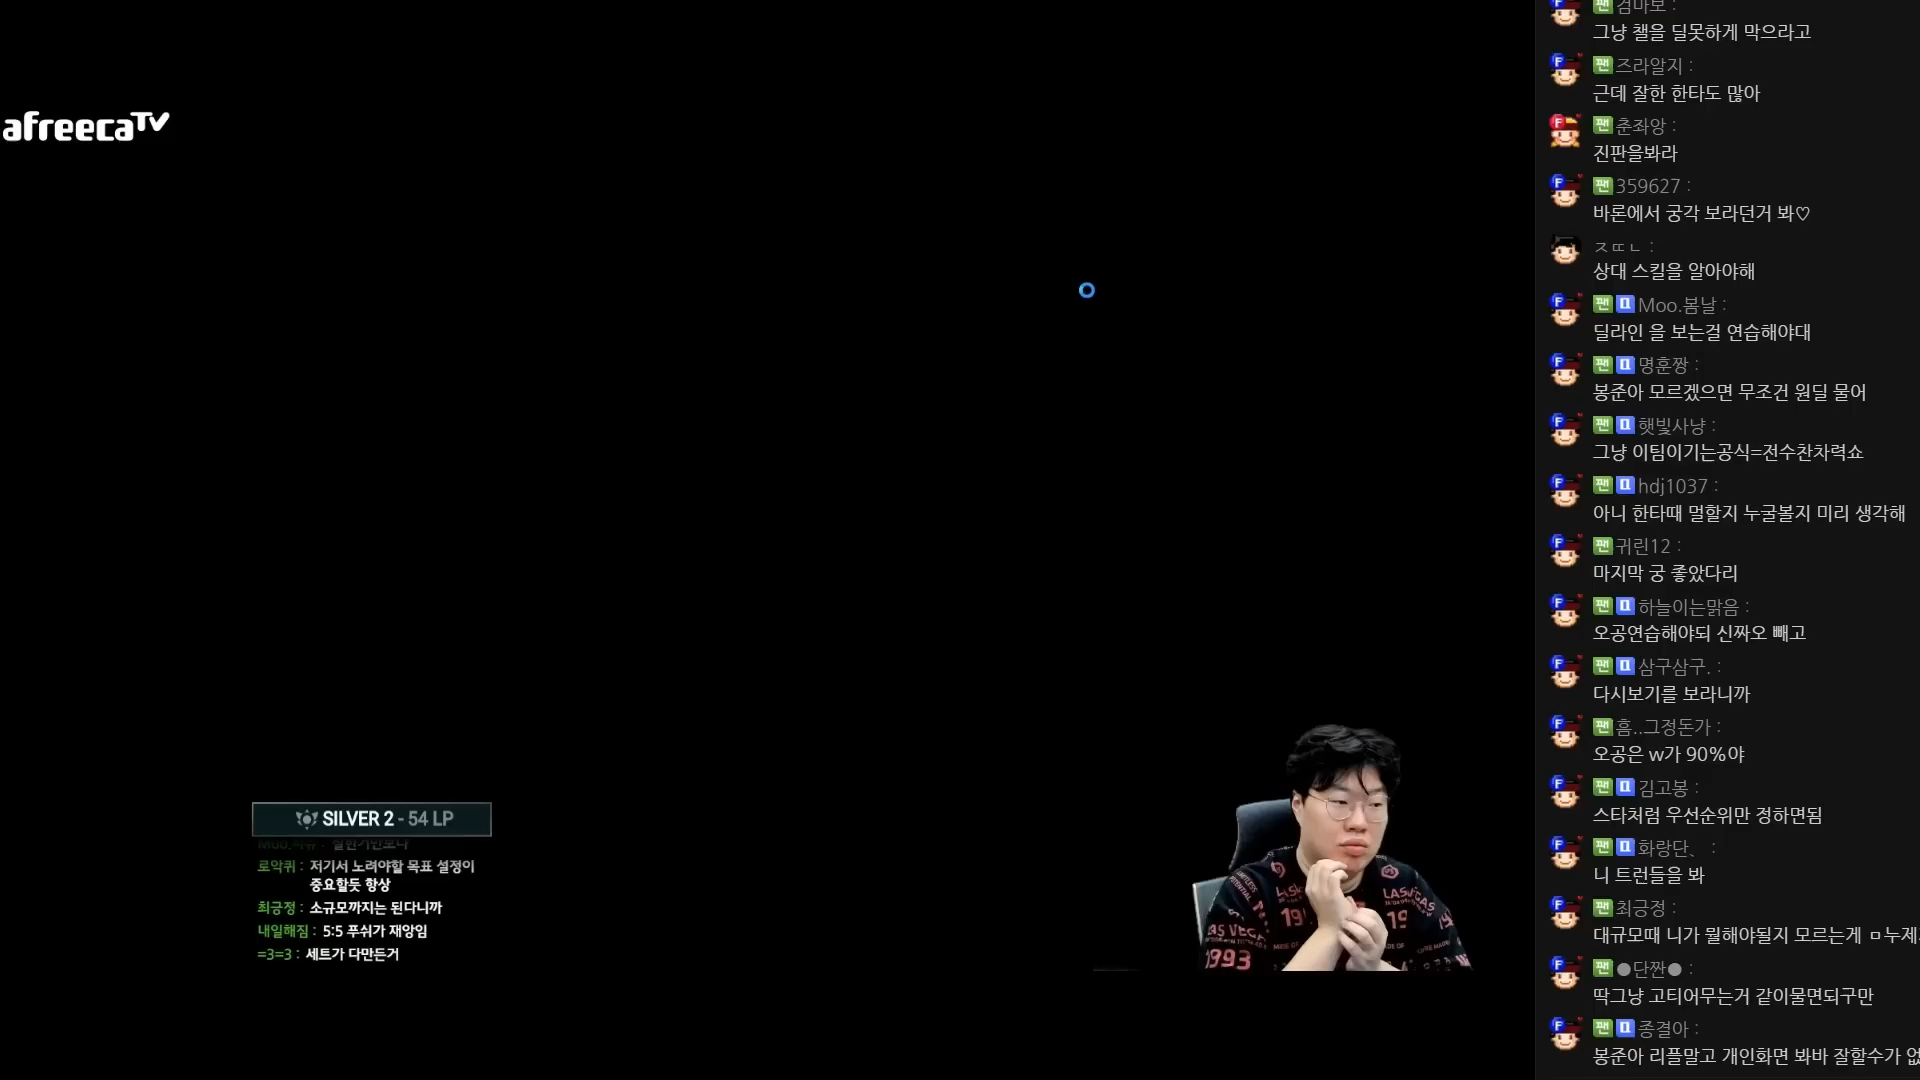 afreecaTV
SILVER 2 - 54 LP
로악퀴 : 저기서 노려야할 목표 설정이
중요할듯 항상
최긍정 : 소규모까지는 된다니까
내일해짐 : 5:5 푸쉬가 재앙임
=3=3 : 세트가 다만든거
LAS VEGAS
1993
팬 검마보 :
그냥 챌을 딜못하게 막으라고
팬 즈라알지 :
근데 잘한 한타도 많아
팬 춘좌앙 :
진판을봐라
팬 359627 :
바론에서 궁각 보라던거 봐♡
ㅈㄸㄴ :
상대 스킬을 알아야해
팬 Moo.봄날 :
딜라인 을 보는걸 연습해야대
팬 명훈짱 :
봉준아 모르겠으면 무조건 원딜 물어
팬 햇빛사냥 :
그냥 이팀이기는공식=전수찬차력쇼
팬 hdj1037 :
아니 한타때 멀할지 누굴볼지 미리 생각해
팬 귀린12 :
마지막 궁 좋았다리
팬 하늘이는맑음 :
오공연습해야되 신짜오 빼고
팬 삼구삼구. :
다시보기를 보라니까
팬 흠..그정돈가 :
오공은 w가 90%야
팬 김고봉 :
스타처럼 우선순위만 정하면됨
팬 화랑단、 :
니 트런들을 봐
팬 최긍정 :
대규모때 니가 뭘해야될지 모르는게 ㅁ누제
팬 ●단짠● :
딱그냥 고티어무는거 같이물면되구만
팬 종결아 :
봉준아 리플말고 개인화면 봐바 잘할수가 없